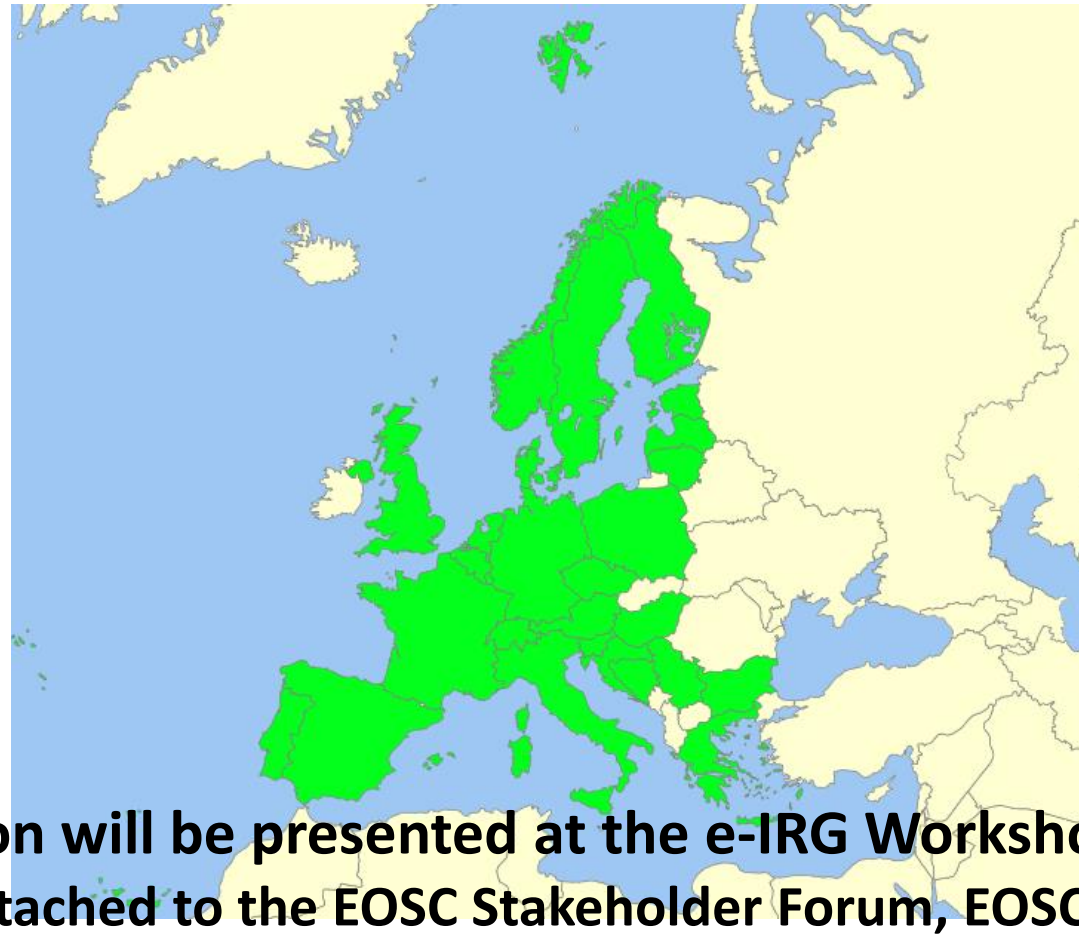 on will be presented at the e-IRG Worksho
tached to the EOSC Stakeholder Forum, EOSC